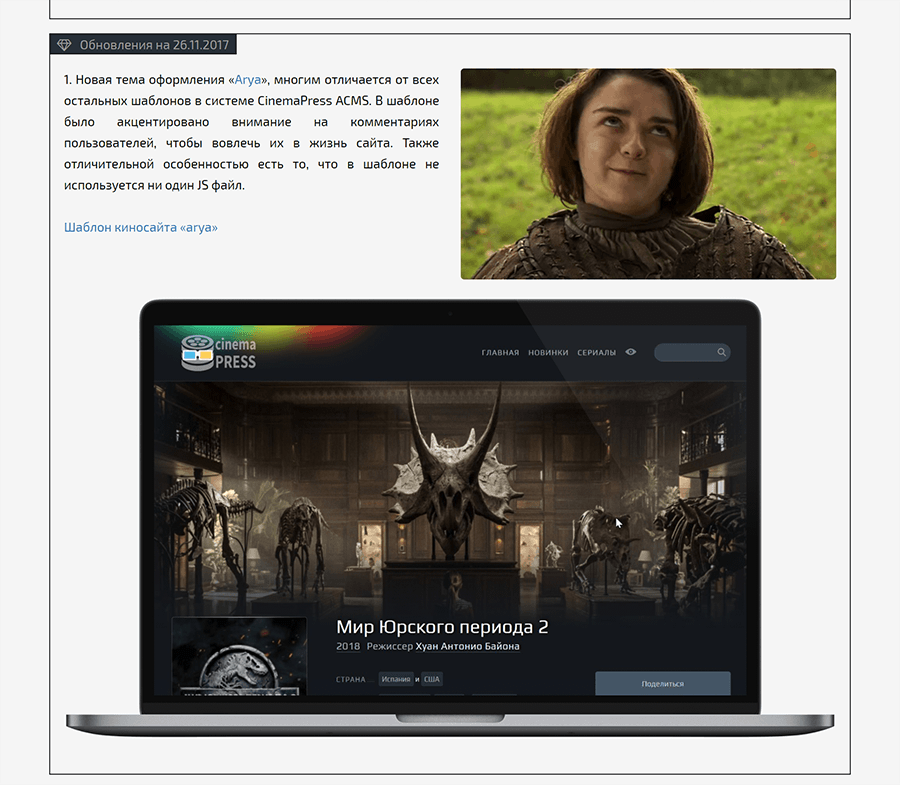 Обновления на 26.11.2017
1. Новая тема оформления «Arya», многим отличается от всех
остальных шаблонов в системе CinemaPress ACMS. В шаблоне
было акцентировано внимание на комментариях
пользователей, чтобы вовлечь их в жизнь сайта. Также
отличительной особенностью есть то, что в шаблоне не
используется ни один JS файл.
Шаблон киносайта «arya»
cinema
PRESS
ГЛАВНАЯ НОВИНКИ СЕРИАЛЫ
Мир Юрского периода 2
2018 Режиссер Хуан Антонио Байона
СТРАНА Испания и США
Поделиться